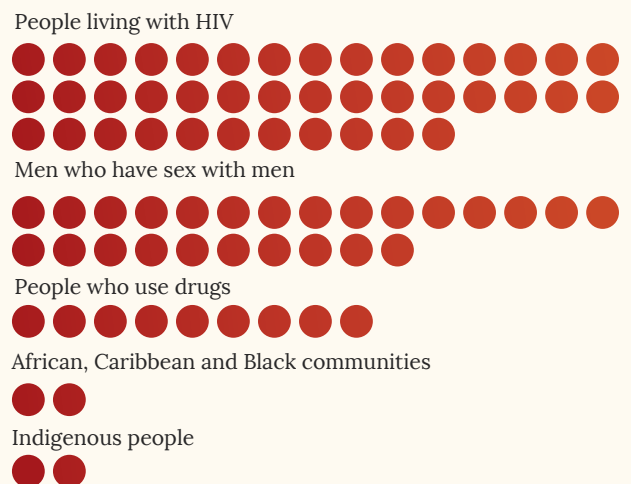 People living with HIV
Men who have sex with men
People who use drugs
African, Caribbean and Black communities
Indigenous people